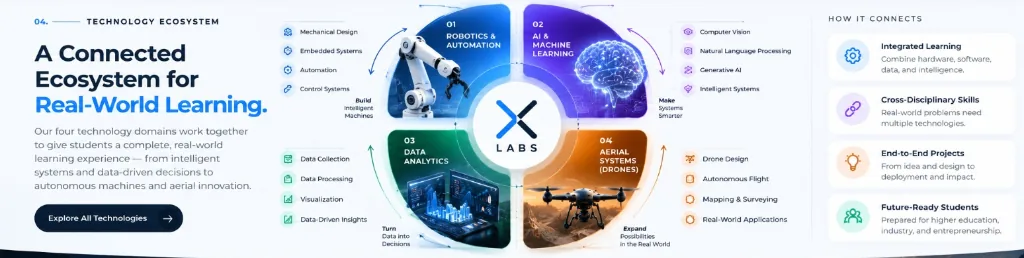 04. TECHNOLOGY ECOSYSTEM
A Connected
Ecosystem for
Real-World Learning.
Our four technology domains work together
to give students a complete, real-world
learning experience — from intelligent
systems and data-driven decisions to
autonomous machines and aerial innovation.
Explore All Technologies →
Mechanical Design
Embedded Systems
Automation
Control Systems
Build
Intelligent
Machines
01
ROBOTICS &
AUTOMATION
02
AI &
MACHINE
LEARNING
Computer Vision
Natural Language Processing
Generative AI
Intelligent Systems
Make
Systems
Smarter
X
LABS
Data Collection
Data Processing
Visualization
Data-Driven Insights
Turn
Data into
Decisions
03
DATA
ANALYTICS
04
AERIAL
SYSTEMS
(DRONES)
Drone Design
Autonomous Flight
Mapping & Surveying
Real-World Applications
Expand
Possibilities
in the Real World
HOW IT CONNECTS
Integrated Learning
Combine hardware, software,
data, and intelligence.
Cross-Disciplinary Skills
Real-world problems need
multiple technologies.
End-to-End Projects
From idea and design to
deployment and impact.
Future-Ready Students
Prepared for higher education,
industry, and entrepreneurship.